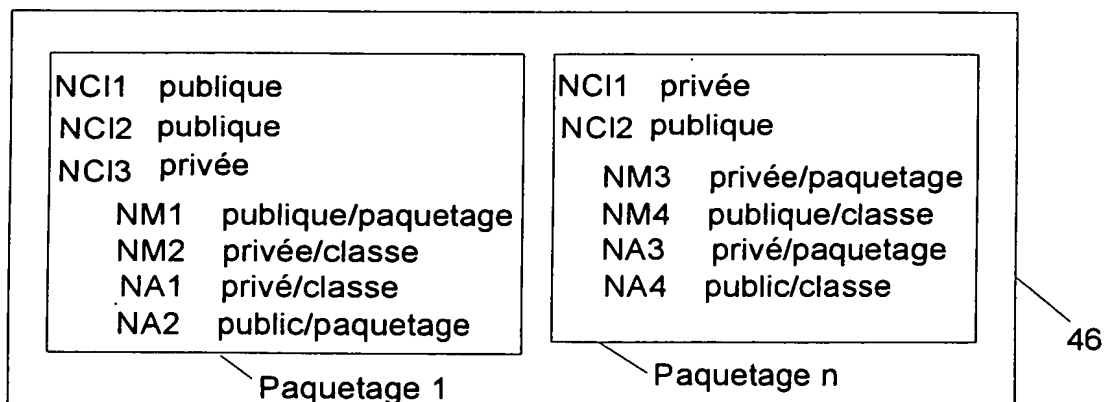 NCI1 publique
NCI2 publique
NCI3 privée
NM1 publique/paquetage
NM2 privée/classe
NA1 privé/classe
NA2 public/paquetage
Paquetage 1
NCI1 privée
NCI2 publique
NM3 privée/paquetage
NM4 publique/classe
NA3 privé/paquetage
NA4 public/classe
Paquetage n
46